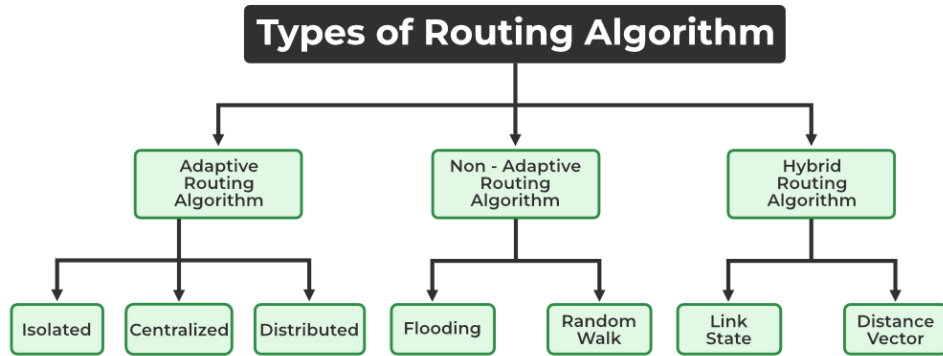 Types of Routing Algorithm
Adaptive
Routing
Algorithm
Non - Adaptive
Routing
Algorithm
Hybrid
Routing
Algorithm
Isolated
Centralized
Distributed
Flooding
Random
Walk
Link
State
Distance
Vector